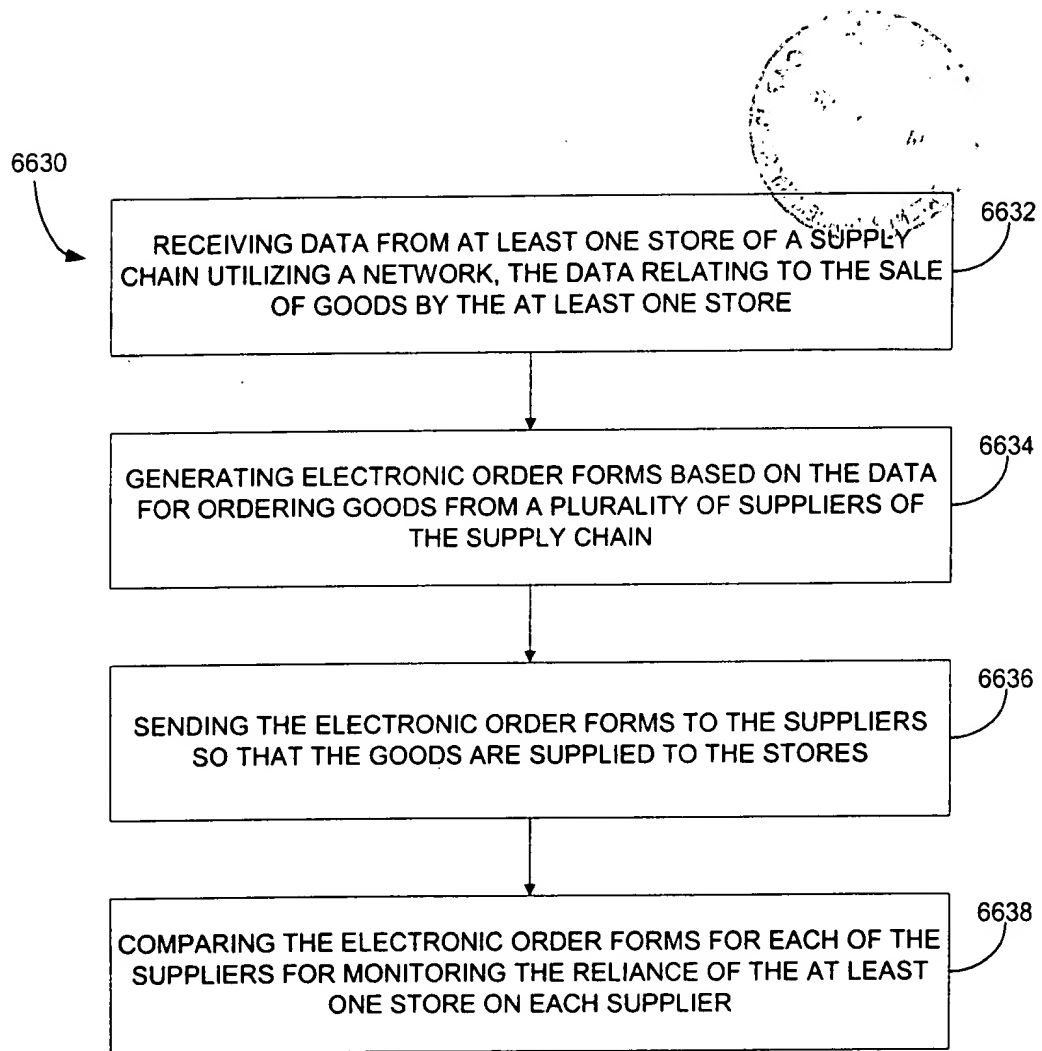 6630
6632
RECEIVING DATA FROM AT LEAST ONE STORE OF A SUPPLY
CHAIN UTILIZING A NETWORK, THE DATA RELATING TO THE SALE
OF GOODS BY THE AT LEAST ONE STORE
6634
GENERATING ELECTRONIC ORDER FORMS BASED ON THE DATA
FOR ORDERING GOODS FROM A PLURALITY OF SUPPLIERS OF
THE SUPPLY CHAIN
6636
SENDING THE ELECTRONIC ORDER FORMS TO THE SUPPLIERS
SO THAT THE GOODS ARE SUPPLIED TO THE STORES
6638
COMPARING THE ELECTRONIC ORDER FORMS FOR EACH OF THE
SUPPLIERS FOR MONITORING THE RELIANCE OF THE AT LEAST
ONE STORE ON EACH SUPPLIER